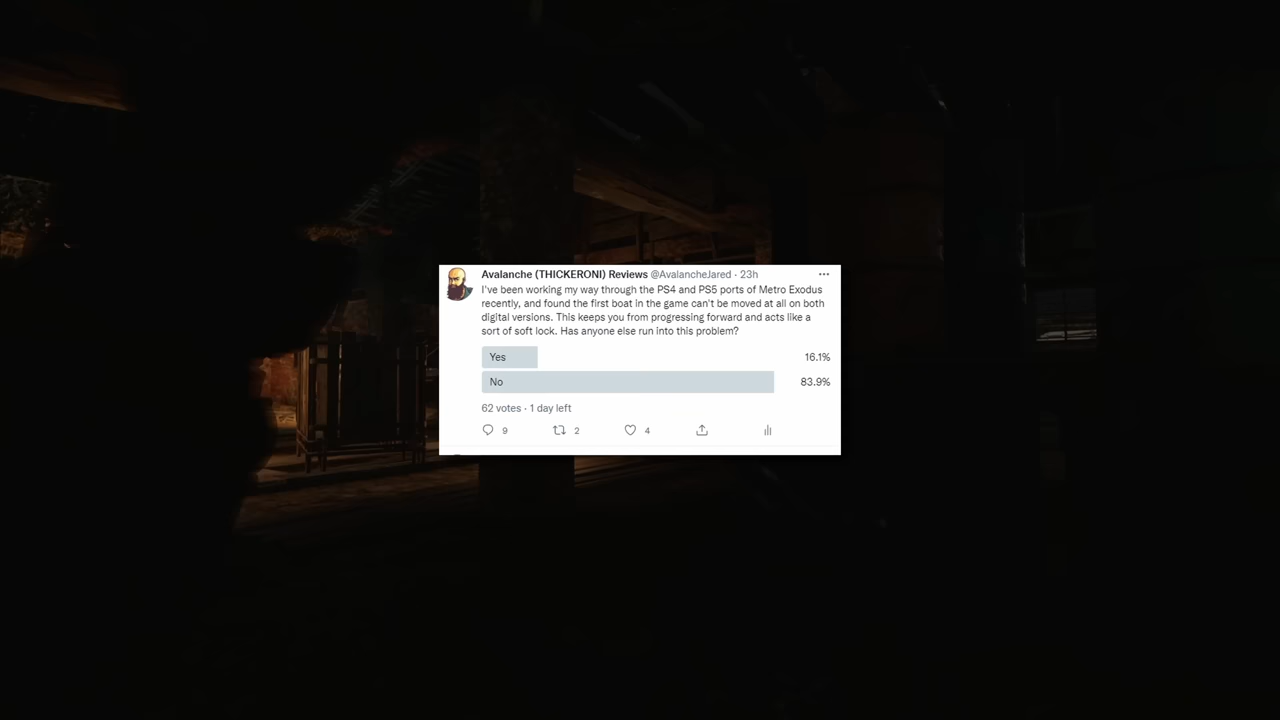 Avalanche (THICKERONI) Reviews @AvalancheJared · 23h
I've been working my way through the PS4 and PS5 ports of Metro Exodus
recently, and found the first boat in the game can't be moved at all on both
digital versions. This keeps you from progressing forward and acts like a
sort of soft lock. Has anyone else run into this problem?
Yes 16.1%
No 83.9%
62 votes · 1 day left
9 2 4